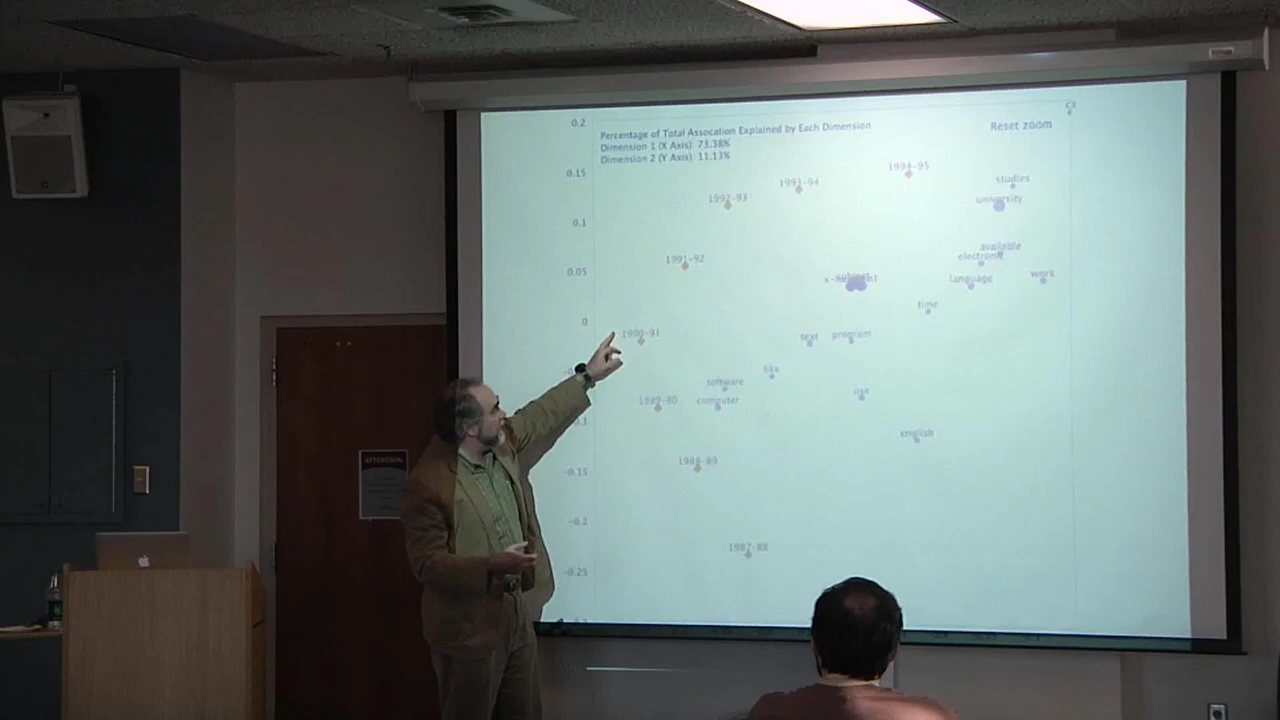 C3
0.2
Percentage of Total Assocation Explained by Each Dimension
Reset zoom
Dimension 1 (X Axis): 73.38%
Dimension 2 (Y Axis): 11.13%
0.15
1994-95
1993-94
studies
1992-93
university
0.1
available
1991-92
electronic
0.05
language
work
time
0
1990-91
text
program
like
software
use
1989-90
computer
english
1988-89
-0.15
-0.2
1987-88
-0.25
ATTENTION